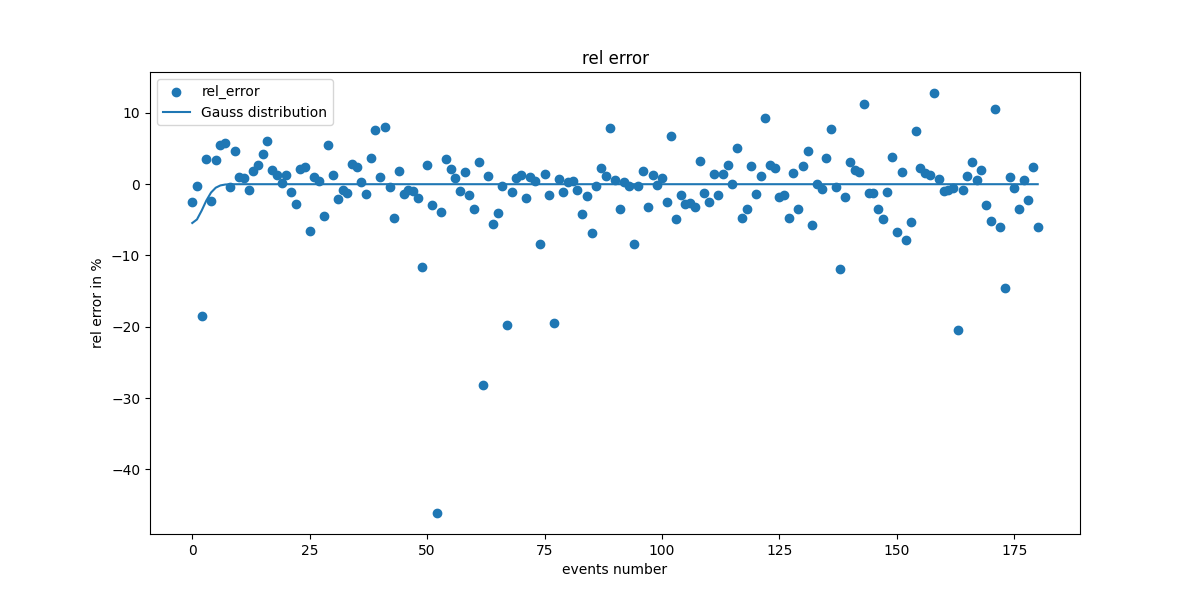 rel error
rel_error
Gauss distribution
rel error in %
10
0
−10
−20
−30
−40
0 25 50 75 100 125 150 175
events number